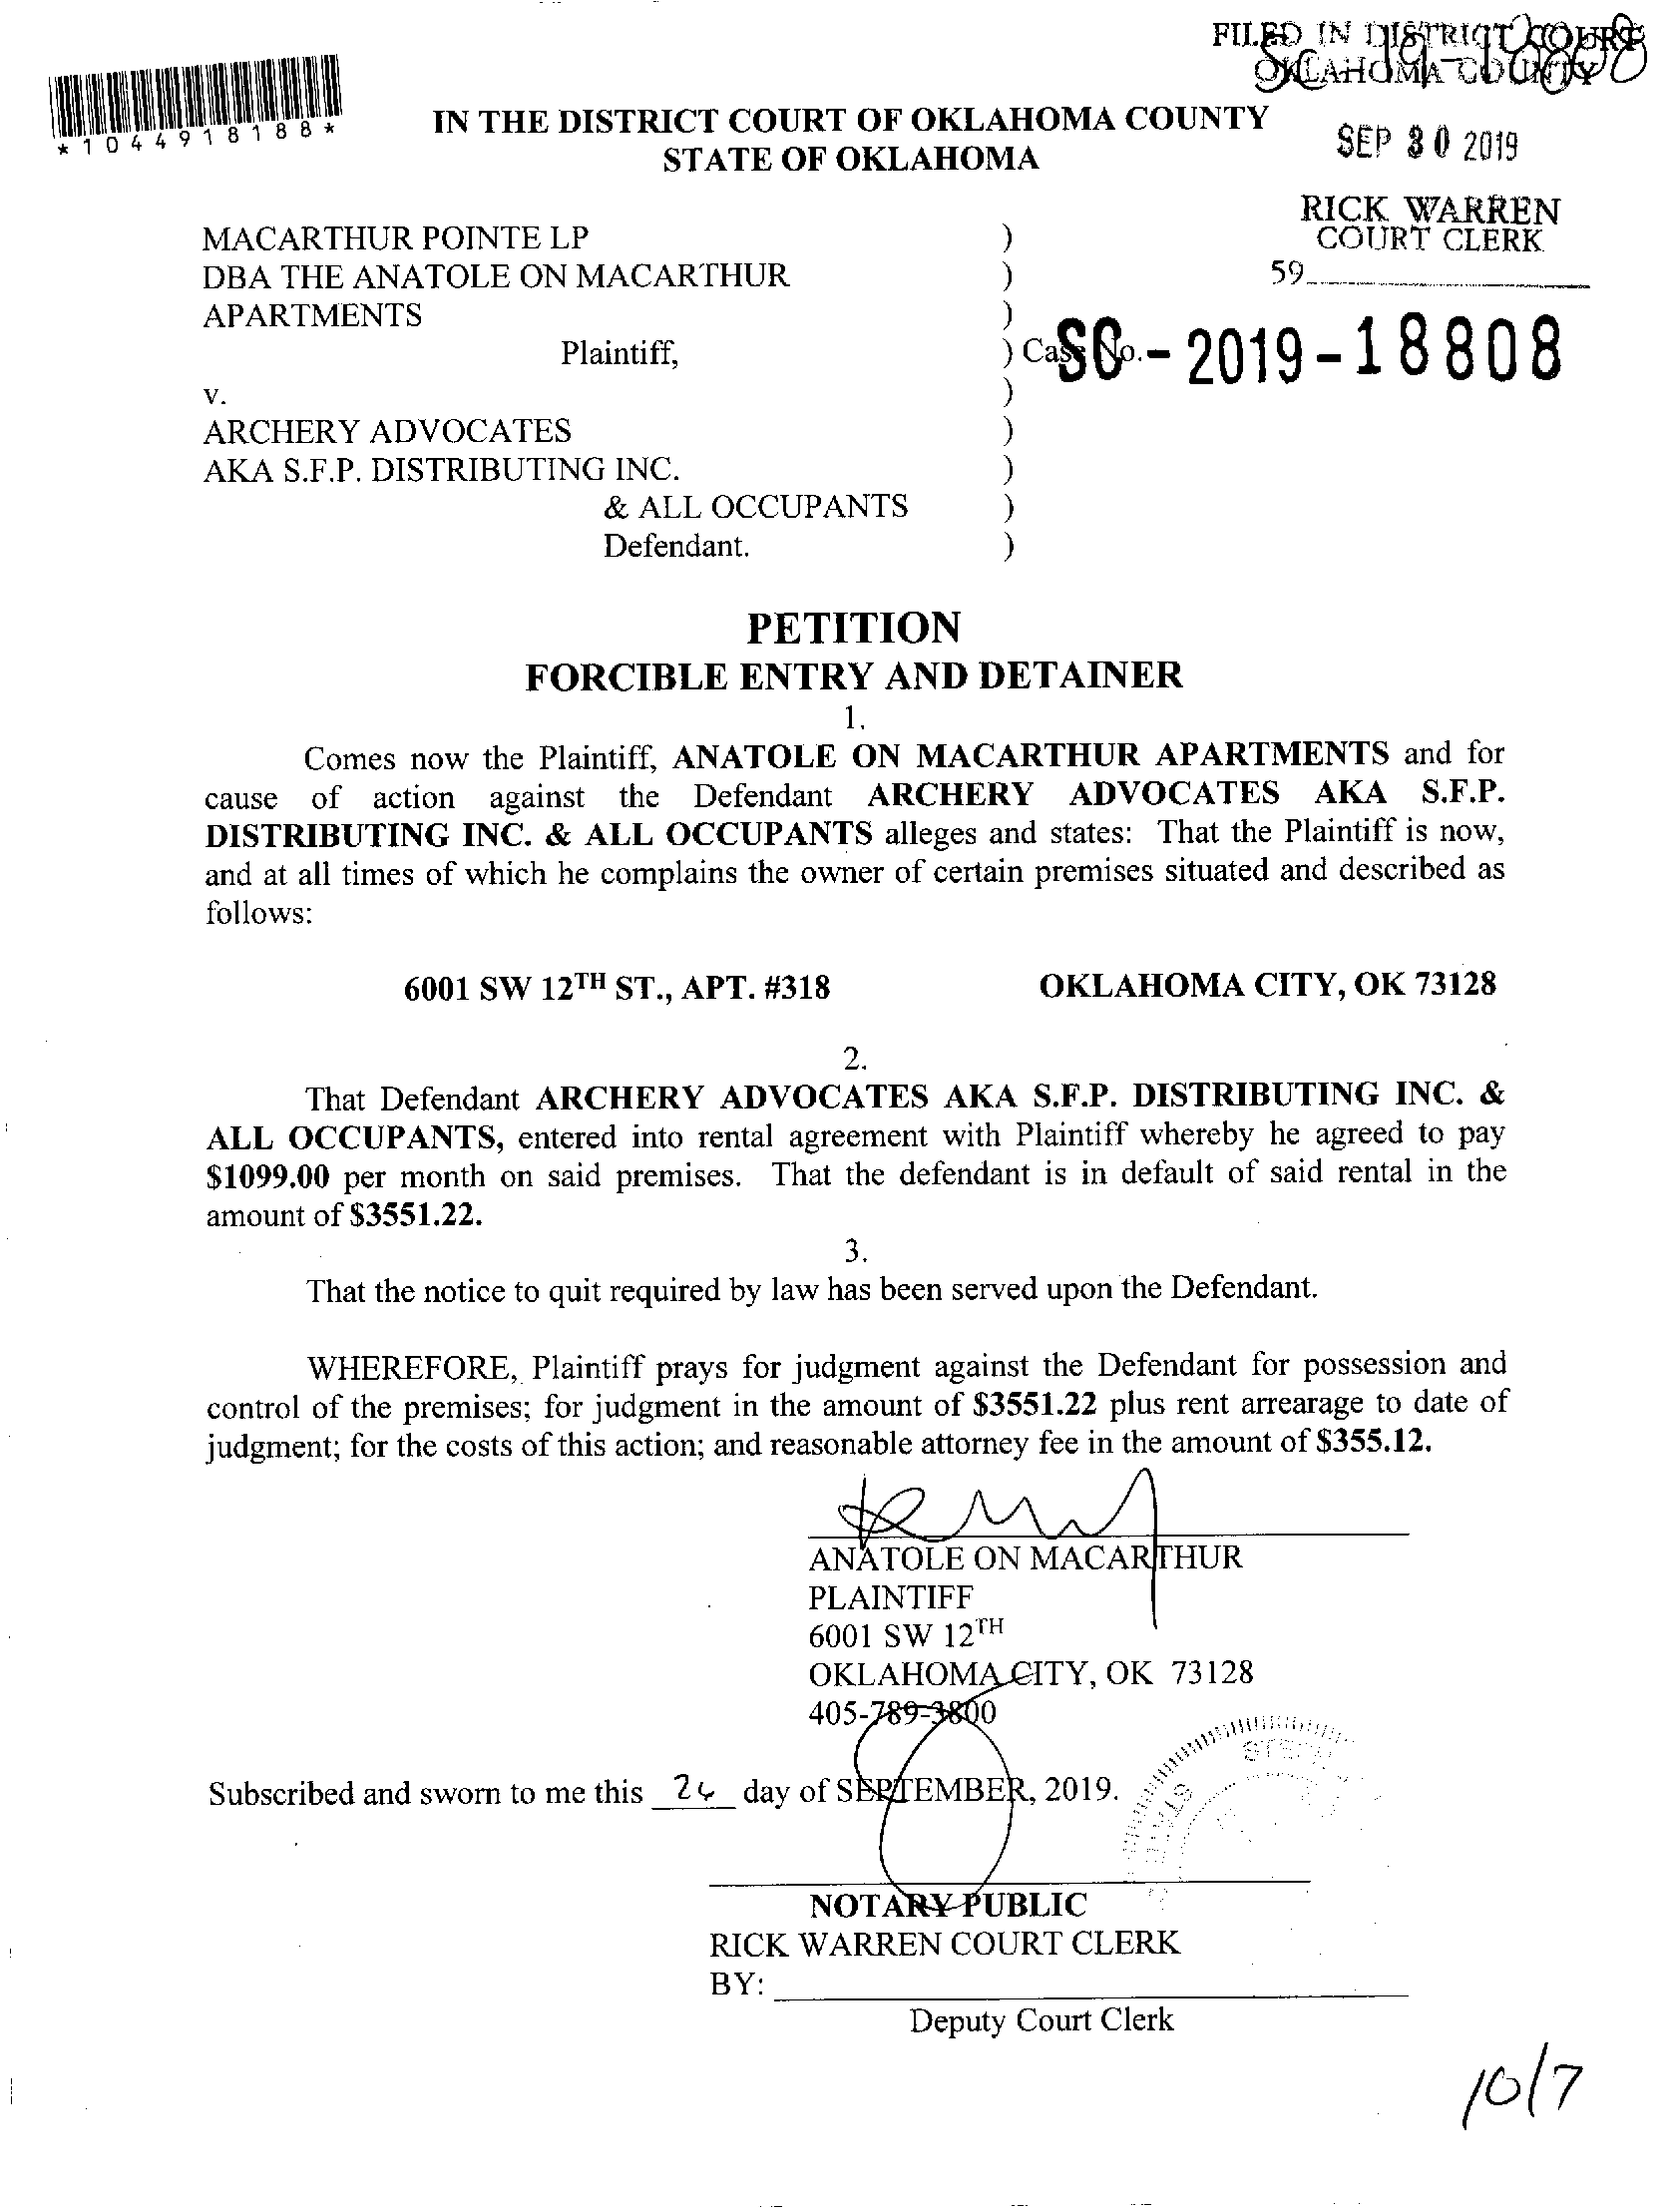 FILED IN DISTRICT COURT
OKLAHOMA COUNTY
*1044918188*
IN THE DISTRICT COURT OF OKLAHOMA COUNTY
STATE OF OKLAHOMA
SEP 30 2019
RICK WARREN
COURT CLERK
59
MACARTHUR POINTE LP )
DBA THE ANATOLE ON MACARTHUR )
APARTMENTS )
Plaintiff, ) Case No. SC-2019-18808
v. )
ARCHERY ADVOCATES )
AKA S.F.P. DISTRIBUTING INC. )
& ALL OCCUPANTS )
Defendant. )
PETITION
FORCIBLE ENTRY AND DETAINER
1.
Comes now the Plaintiff, ANATOLE ON MACARTHUR APARTMENTS and for
cause of action against the Defendant ARCHERY ADVOCATES AKA S.F.P.
DISTRIBUTING INC. & ALL OCCUPANTS alleges and states: That the Plaintiff is now,
and at all times of which he complains the owner of certain premises situated and described as
follows:
6001 SW 12TH ST., APT. #318 OKLAHOMA CITY, OK 73128
2.
That Defendant ARCHERY ADVOCATES AKA S.F.P. DISTRIBUTING INC. &
ALL OCCUPANTS, entered into rental agreement with Plaintiff whereby he agreed to pay
$1099.00 per month on said premises. That the defendant is in default of said rental in the
amount of $3551.22.
3.
That the notice to quit required by law has been served upon the Defendant.
WHEREFORE, Plaintiff prays for judgment against the Defendant for possession and
control of the premises; for judgment in the amount of $3551.22 plus rent arrearage to date of
judgment; for the costs of this action; and reasonable attorney fee in the amount of $355.12.
ANATOLE ON MACARTHUR
PLAINTIFF
6001 SW 12TH
OKLAHOMA CITY, OK 73128
405-789-3800
Subscribed and sworn to me this 26 day of SEPTEMBER, 2019.
NOTARY PUBLIC
RICK WARREN COURT CLERK
BY:
Deputy Court Clerk
10/7